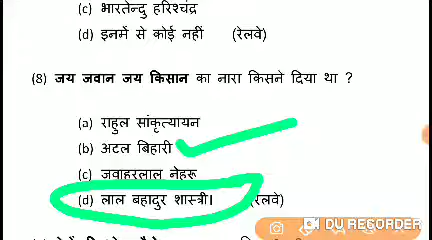 (c) भारतेन्दु हरिश्चंद्र
(d) इनमें से कोई नहीं (रेलवे)
(8) जय जवान जय किसान का नारा किसने दिया था ?
(a) राहुल सांकृत्यायन
(b) अटल बिहारी
(c) जवाहरलाल नेहरू
(d) लाल बहादुर शास्त्री। (रेलवे)
DU RECORDER